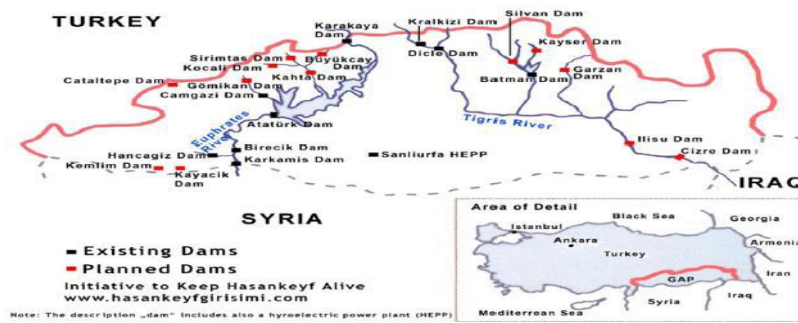 TURKEY
Karakaya
Dam
Kralkizi Dam
Silvan Dam
Kayser Dam
Sirimtas Dam
Kocali Dam
Büyükcay
Dam
Dicle Dam
Cataltepe Dam
Kahta Dam
Gömikan Dam
Batman Dam
Garzan
Dam
Camgazi Dam
Atatürk Dam
Euphrates
River
Tigris River
Hancagiz Dam
Birecik Dam
Ilisu Dam
Kemlim Dam
Karkamis Dam
Sanliurfa HEPP
Cizre Dam
Kayacik
Dam
IRAQ
SYRIA
Existing Dams
Planned Dams
Initiative to Keep Hasankeyf Alive
www.hasankeyfgirisimi.com
Note: The description „dam" includes also a hyroelectric power plant (HEPP)
Area of Detail
Black Sea
Georgia
Istanbul
Ankara
Armenia
Turkey
Iran
GAP
Syria
Iraq
Mediterranean Sea